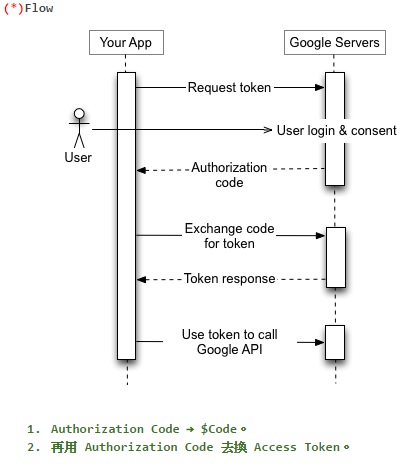 (*)Flow
Your App
Google Servers
Request token
User login & consent
User
Authorization
code
Exchange code
for token
Token response
Use token to call
Google API
1. Authorization Code → $Code。
2. 再用 Authorization Code 去換 Access Token。